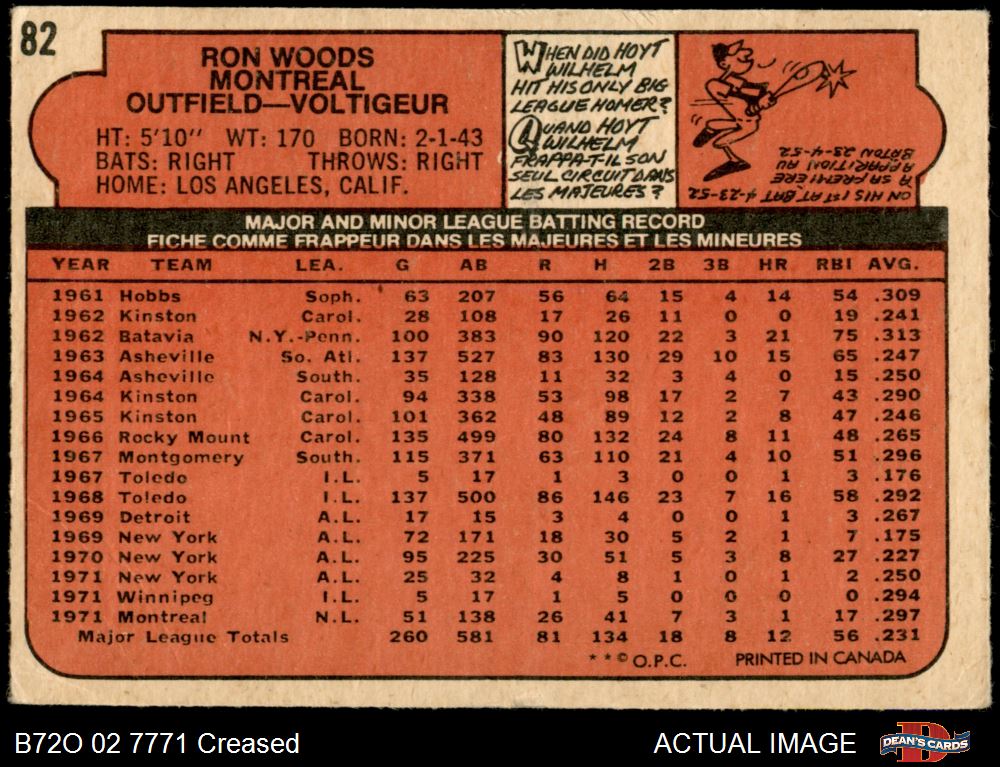 82
RON WOODS
MONTREAL
OUTFIELD—VOLTIGEUR
HT: 5'10" WT: 170 BORN: 2-1-43
BATS: RIGHT THROWS: RIGHT
HOME: LOS ANGELES, CALIF.
WHEN DID HOYT
WILHELM
HIT HIS ONLY BIG
LEAGUE HOMER?
QUAND HOYT
WILHELM
FRAPPA-T-IL SON
SEUL CIRCUIT DANS
LES MAJEURES?
ON HIS 1ST AT BAT 4-23-52
A SA PREMIERE
APPARITION AU
BATON 23-4-52
MAJOR AND MINOR LEAGUE BATTING RECORD
FICHE COMME FRAPPEUR DANS LES MAJEURES ET LES MINEURES
YEAR TEAM LEA. G AB R H 2B 3B HR RBI AVG.
1961 Hobbs Soph. 63 207 56 64 15 4 14 54 .309
1962 Kinston Carol. 28 108 17 26 11 0 0 19 .241
1962 Batavia N.Y.-Penn. 100 383 90 120 22 3 21 75 .313
1963 Asheville So. Atl. 137 527 83 130 29 10 15 65 .247
1964 Asheville South. 35 128 11 32 3 4 0 15 .250
1964 Kinston Carol. 94 338 53 98 17 2 7 43 .290
1965 Kinston Carol. 101 362 48 89 12 2 8 47 .246
1966 Rocky Mount Carol. 135 499 80 132 24 8 11 48 .265
1967 Montgomery South. 115 371 63 110 21 4 10 51 .296
1967 Toledo I.L. 5 17 1 3 0 0 1 3 .176
1968 Toledo I.L. 137 500 86 146 23 7 16 58 .292
1969 Detroit A.L. 17 15 3 4 0 0 1 3 .267
1969 New York A.L. 72 171 18 30 5 2 1 7 .175
1970 New York A.L. 95 225 30 51 5 3 8 27 .227
1971 New York A.L. 25 32 4 8 1 0 1 2 .250
1971 Winnipeg I.L. 5 17 1 5 0 0 0 0 .294
1971 Montreal N.L. 51 138 26 41 7 3 1 17 .297
Major League Totals 260 581 81 134 18 8 12 56 .231
**© O.P.C. PRINTED IN CANADA
B72O 02 7771 Creased
ACTUAL IMAGE
D
DEAN'S CARDS